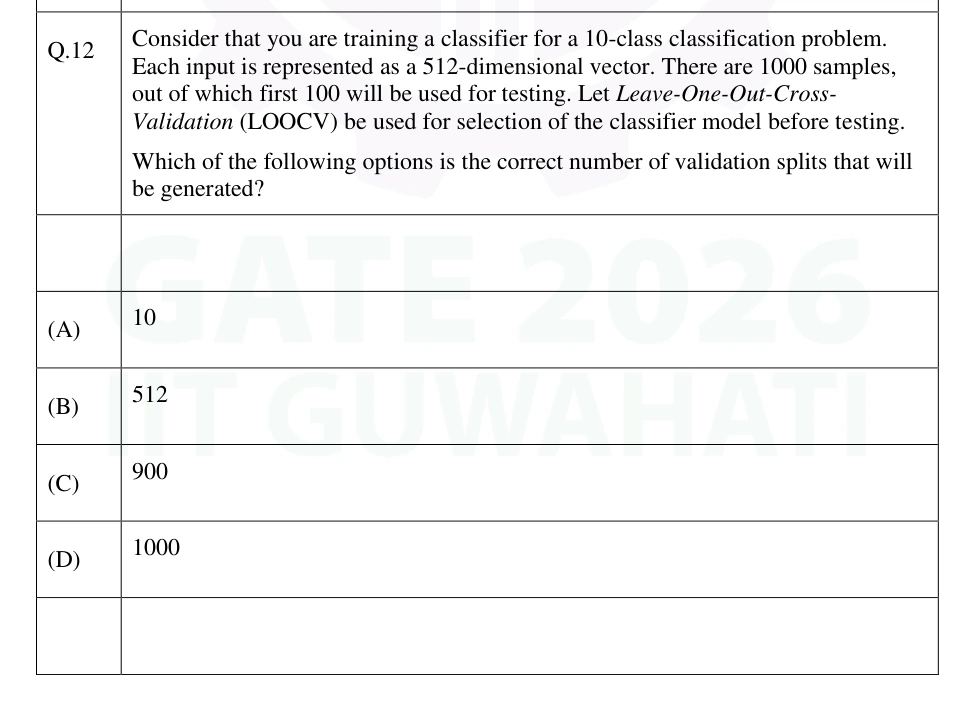 Q.12
Consider that you are training a classifier for a 10-class classification problem.
Each input is represented as a 512-dimensional vector. There are 1000 samples,
out of which first 100 will be used for testing. Let Leave-One-Out-Cross-
Validation (LOOCV) be used for selection of the classifier model before testing.
Which of the following options is the correct number of validation splits that will
be generated?
GATE 2026
IIT GUWAHATI
(A) 10
(B) 512
(C) 900
(D) 1000